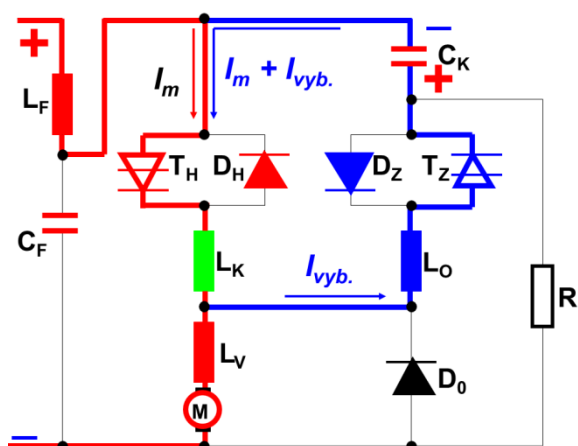 +
−
−
C_K
+
L_F
I_m
I_m + I_vyb.
T_H
D_H
D_Z
T_Z
C_F
L_K
I_vyb.
L_O
R
L_V
D_0
M
−